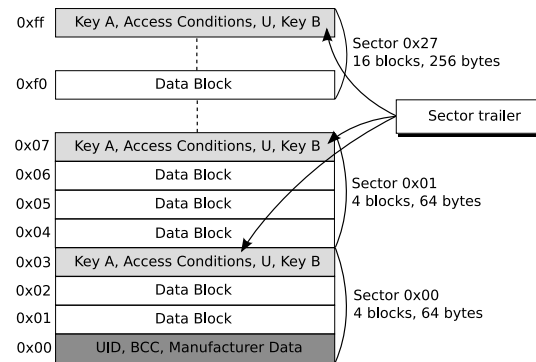 0xff Key A, Access Conditions, U, Key B
Sector 0x27
16 blocks, 256 bytes
0xf0 Data Block
Sector trailer
0x07 Key A, Access Conditions, U, Key B
0x06 Data Block
0x05 Data Block
Sector 0x01
4 blocks, 64 bytes
0x04 Data Block
0x03 Key A, Access Conditions, U, Key B
0x02 Data Block
Sector 0x00
4 blocks, 64 bytes
0x01 Data Block
0x00 UID, BCC, Manufacturer Data